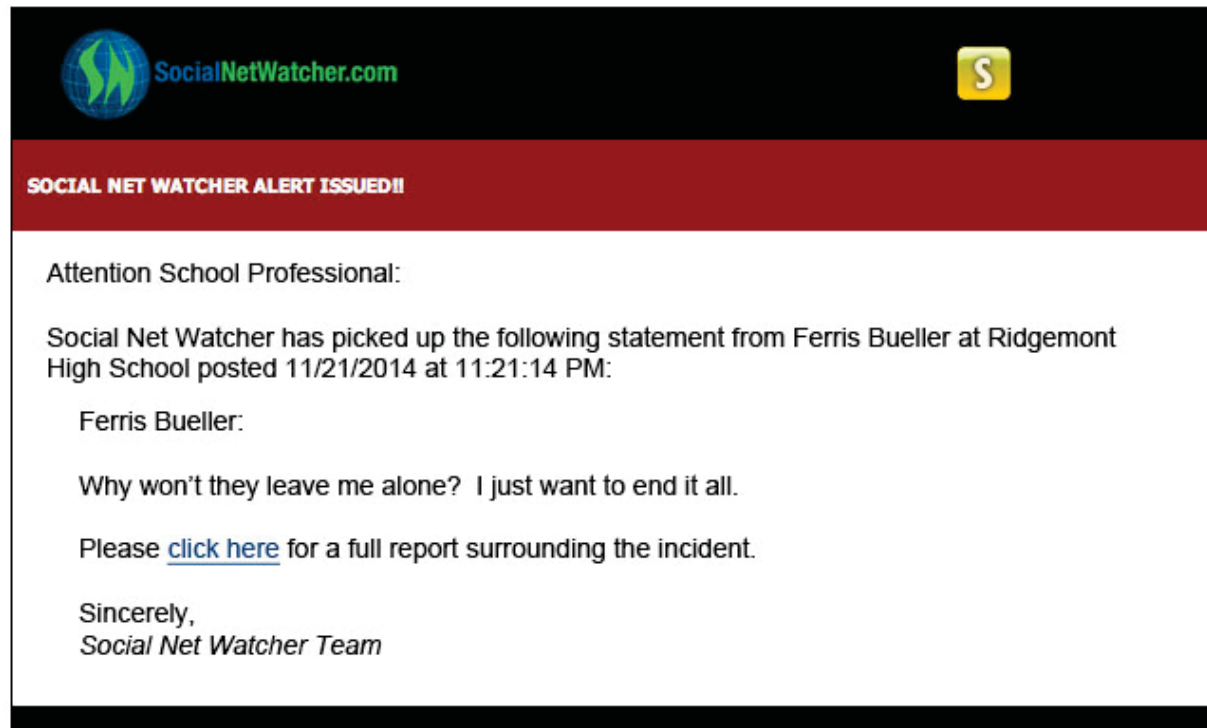 SN SocialNetWatcher.com
S
SOCIAL NET WATCHER ALERT ISSUED!!
Attention School Professional:
Social Net Watcher has picked up the following statement from Ferris Bueller at Ridgemont
High School posted 11/21/2014 at 11:21:14 PM:
Ferris Bueller:
Why won't they leave me alone?  I just want to end it all.
Please click here for a full report surrounding the incident.
Sincerely,
Social Net Watcher Team